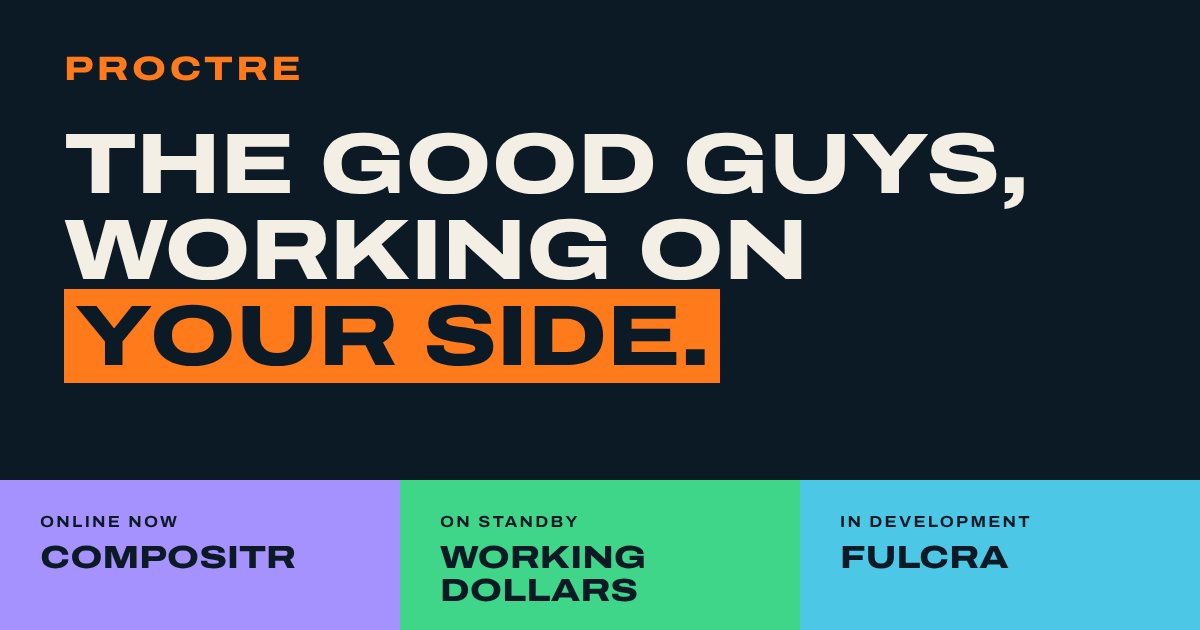 PROCTRE
THE GOOD GUYS,
WORKING ON
YOUR SIDE.
ONLINE NOW
COMPOSITR
ON STANDBY
WORKING
DOLLARS
IN DEVELOPMENT
FULCRA